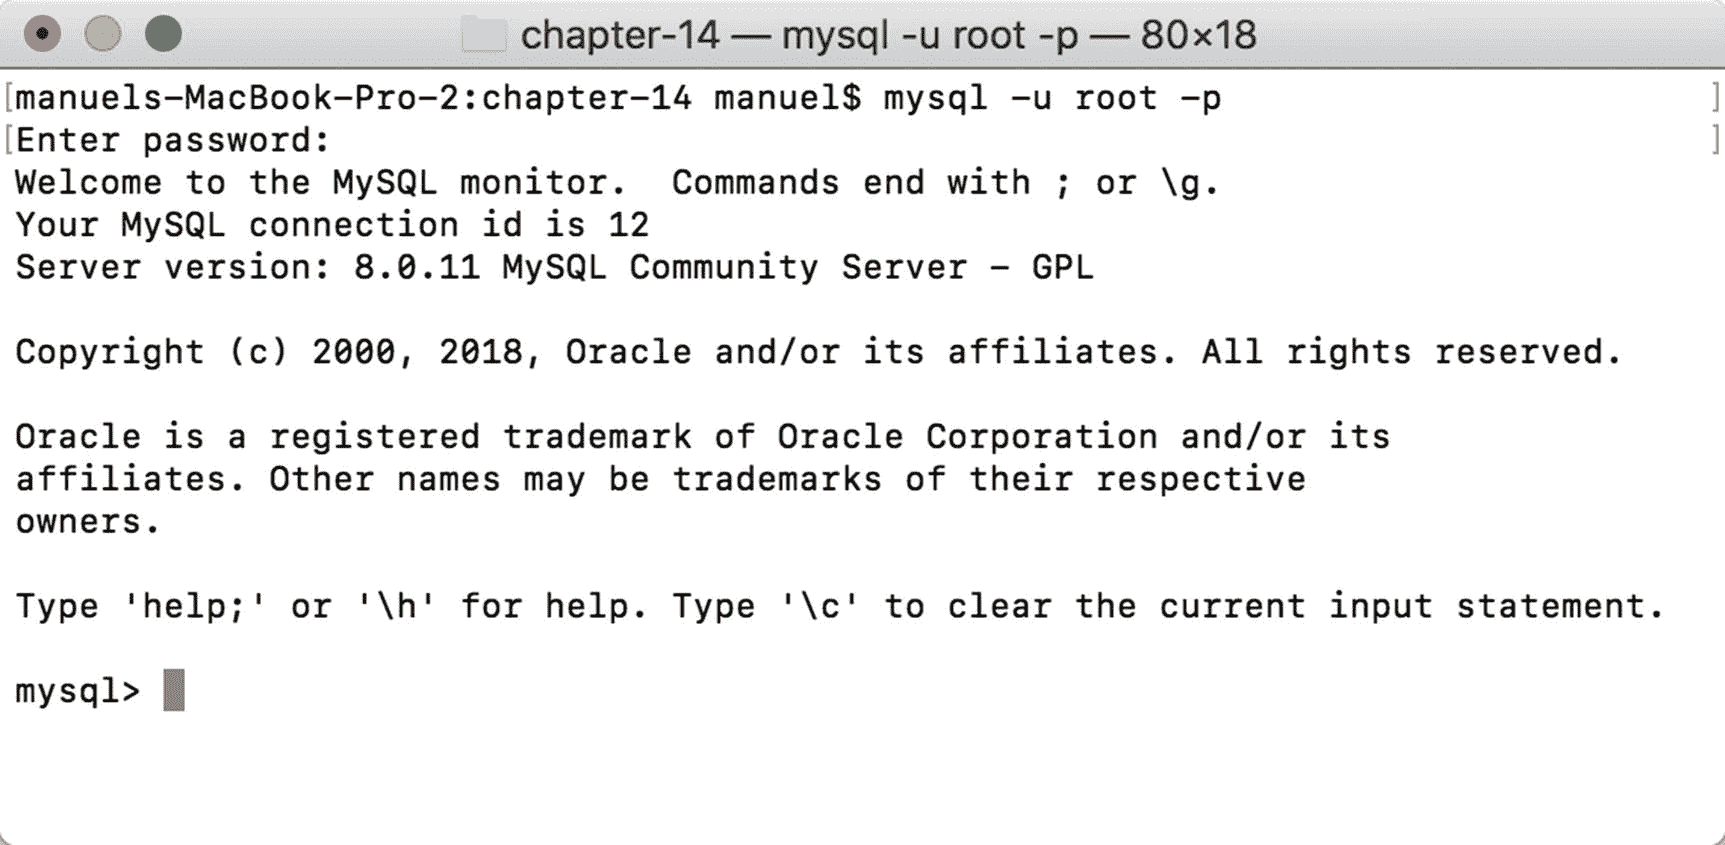 chapter-14 — mysql -u root -p — 80×18
[manuels-MacBook-Pro-2:chapter-14 manuel$ mysql -u root -p ]
[Enter password: ]
Welcome to the MySQL monitor.  Commands end with ; or \g.
Your MySQL connection id is 12
Server version: 8.0.11 MySQL Community Server - GPL
Copyright (c) 2000, 2018, Oracle and/or its affiliates. All rights reserved.
Oracle is a registered trademark of Oracle Corporation and/or its
affiliates. Other names may be trademarks of their respective
owners.
Type 'help;' or '\h' for help. Type '\c' to clear the current input statement.
mysql>